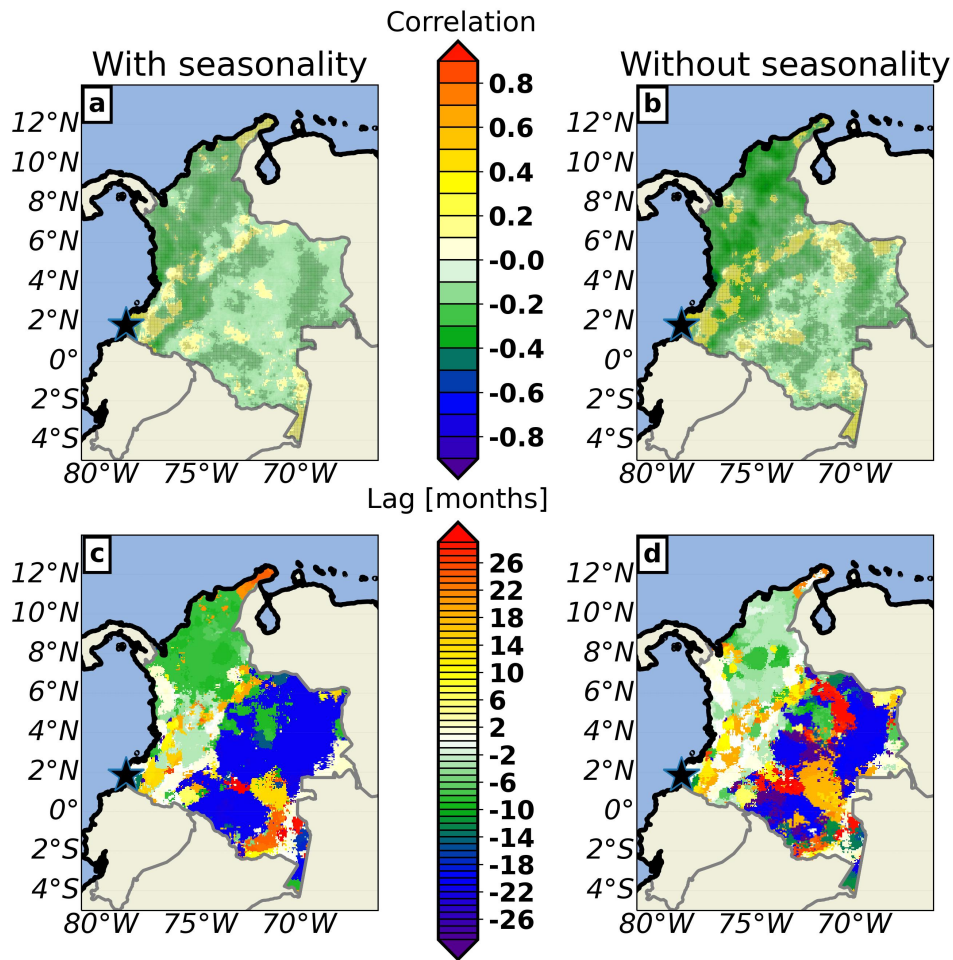 Correlation
With seasonality
Without seasonality
a
b
12°N
10°N
8°N
6°N
4°N
2°N
0°
2°S
4°S
80°W 75°W 70°W
0.8
0.6
0.4
0.2
-0.0
-0.2
-0.4
-0.6
-0.8
12°N
10°N
8°N
6°N
4°N
2°N
0°
2°S
4°S
80°W 75°W 70°W
Lag [months]
c
d
12°N
10°N
8°N
6°N
4°N
2°N
0°
2°S
4°S
80°W 75°W 70°W
26
22
18
14
10
6
2
-2
-6
-10
-14
-18
-22
-26
12°N
10°N
8°N
6°N
4°N
2°N
0°
2°S
4°S
80°W 75°W 70°W